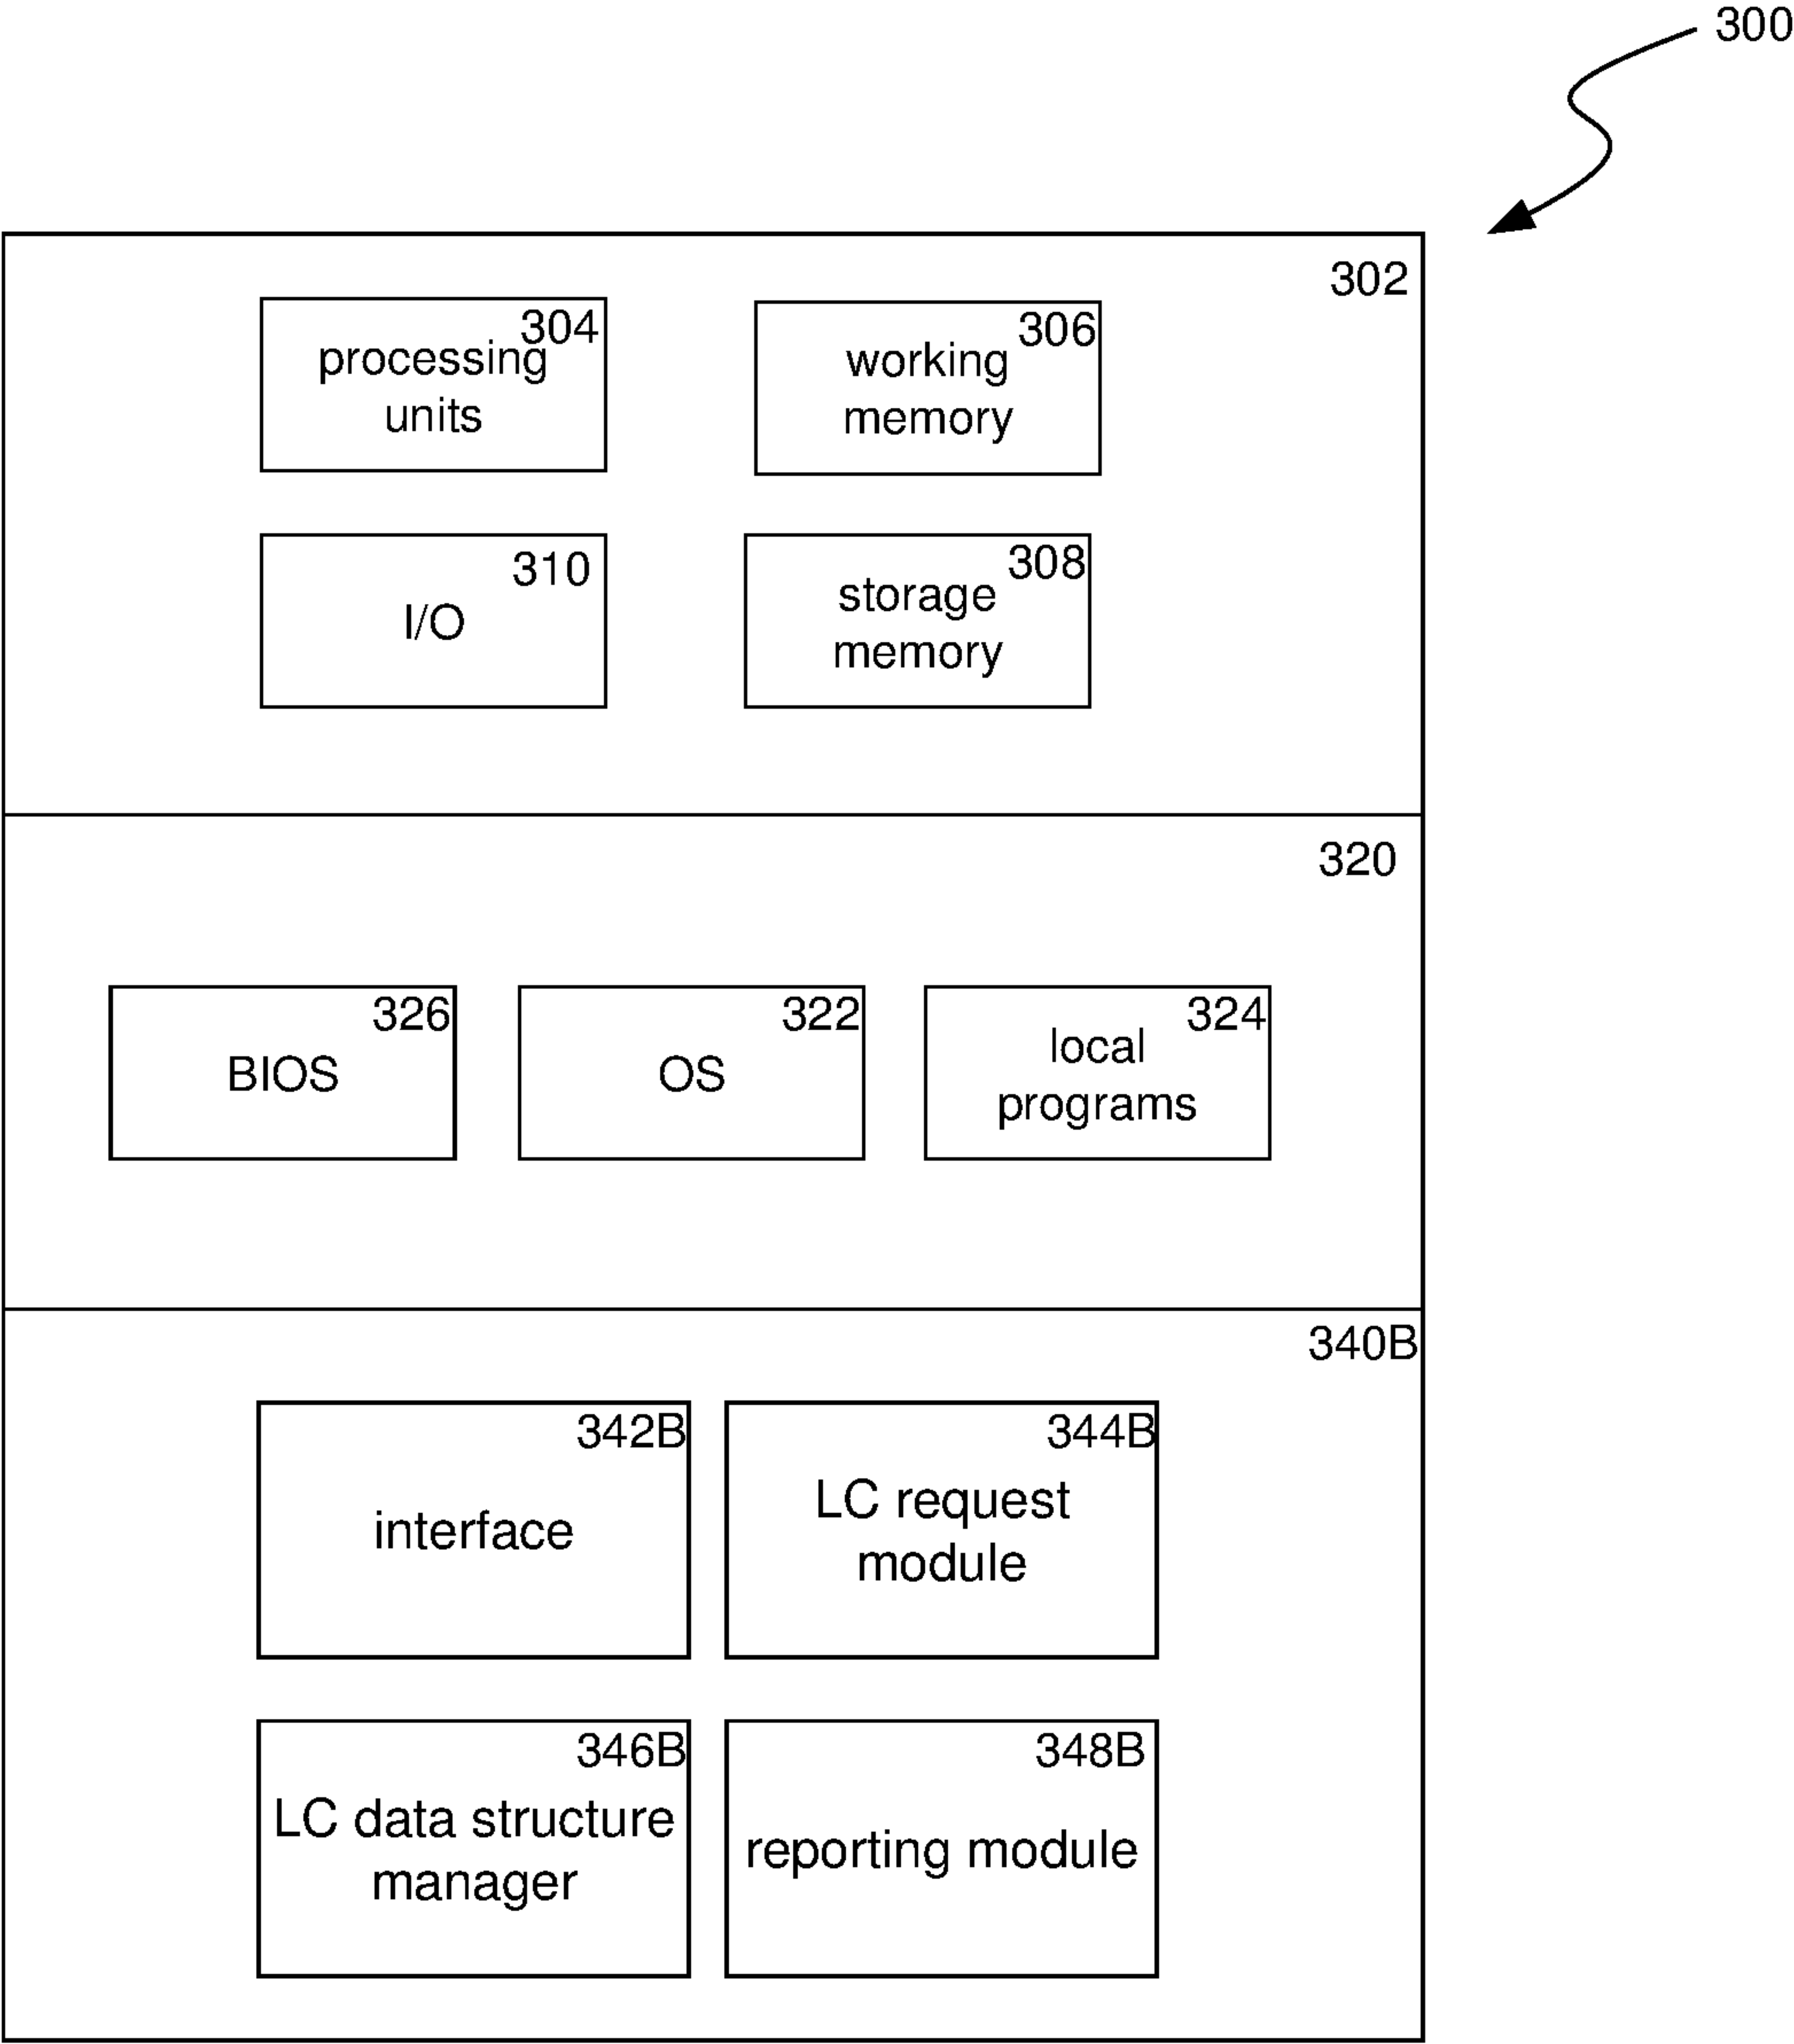 300
302
304
processing
units
306
working
memory
310
I/O
308
storage
memory
320
326
BIOS
322
OS
324
local
programs
340B
342B
interface
344B
LC request
module
346B
LC data structure
manager
348B
reporting module